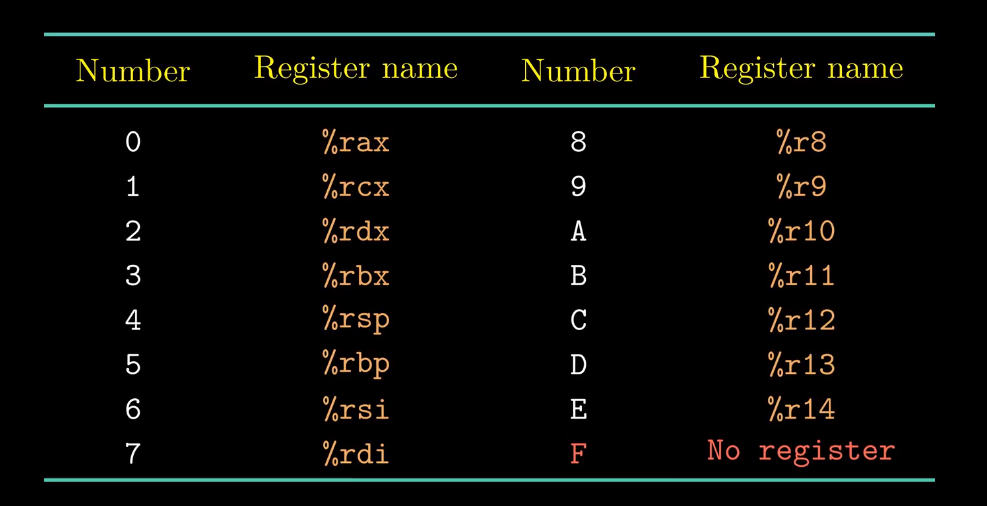 Number Register name Number Register name
0 %rax 8 %r8
1 %rcx 9 %r9
2 %rdx A %r10
3 %rbx B %r11
4 %rsp C %r12
5 %rbp D %r13
6 %rsi E %r14
7 %rdi F No register